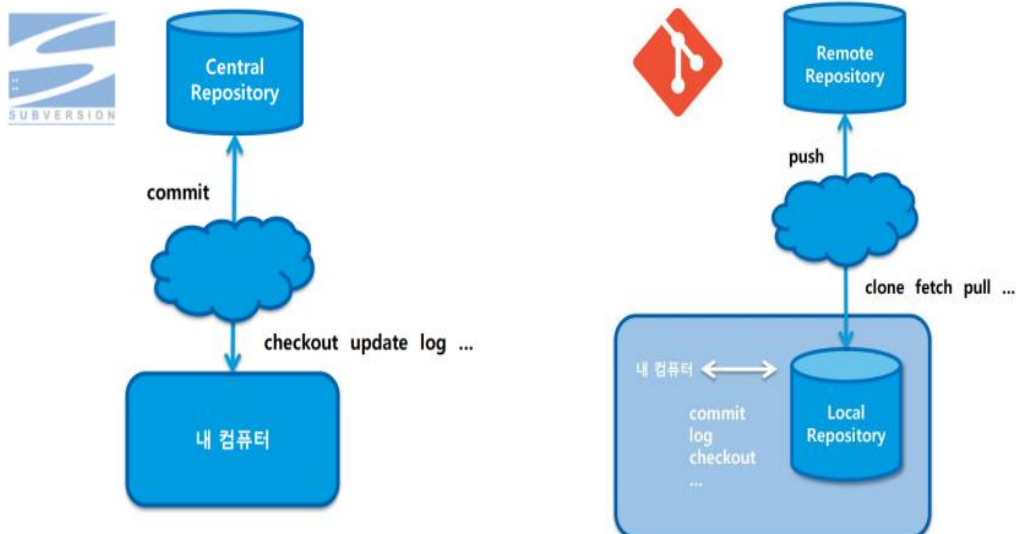 SUBVERSION
Central
Repository
commit
checkout update log ...
내 컴퓨터
Remote
Repository
push
clone fetch pull ...
내 컴퓨터
commit
log
checkout
...
Local
Repository